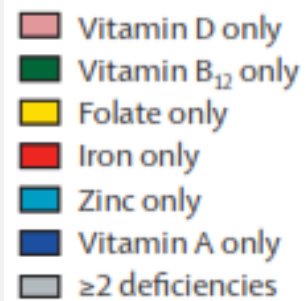 Vitamin D only
Vitamin B₁₂ only
Folate only
Iron only
Zinc only
Vitamin A only
≥2 deficiencies